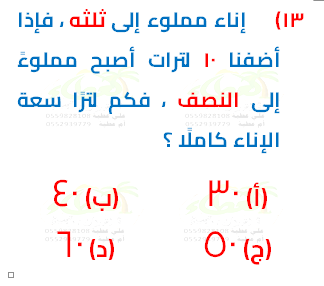 ١٣) إناء مملوء إلى ثلثه ، فإذا
أضفنا ١٠ لترات أصبح مملوءً
إلى النصف ، فكم لترًا سعة
الإناء كاملًا ؟
(أ) ٣٠ (ب) ٤٠
(ج) ٥٠ (د) ٦٠